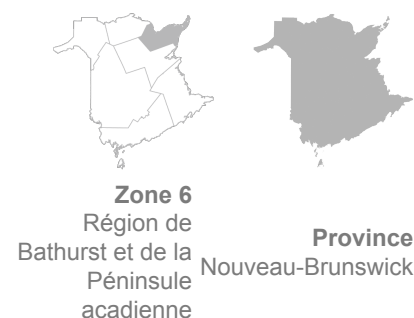 Zone 6
Région de
Bathurst et de la
Péninsule
acadienne
Province
Nouveau-Brunswick